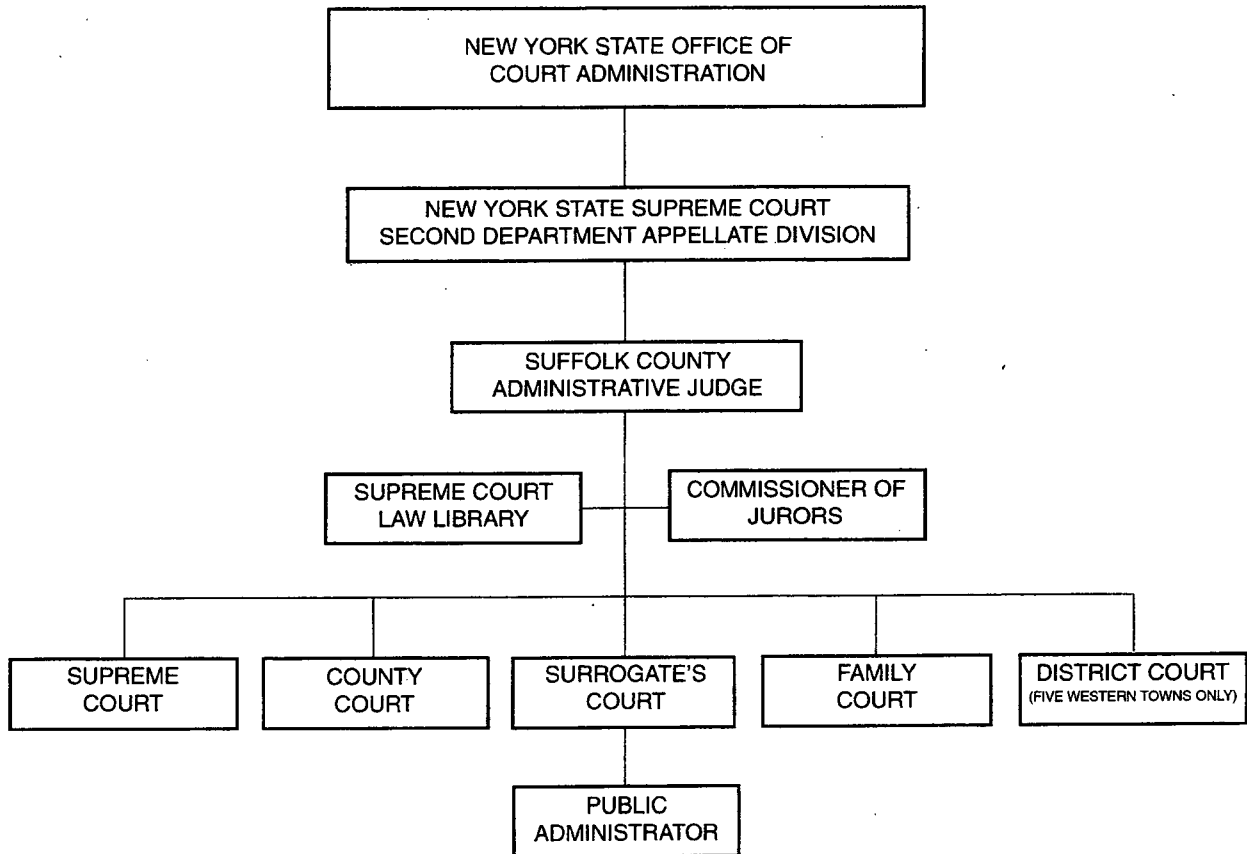 NEW YORK STATE OFFICE OF
COURT ADMINISTRATION
NEW YORK STATE SUPREME COURT
SECOND DEPARTMENT APPELLATE DIVISION
SUFFOLK COUNTY
ADMINISTRATIVE JUDGE
SUPREME COURT
LAW LIBRARY
COMMISSIONER OF
JURORS
SUPREME
COURT
COUNTY
COURT
SURROGATE'S
COURT
FAMILY
COURT
DISTRICT COURT
(FIVE WESTERN TOWNS ONLY)
PUBLIC
ADMINISTRATOR